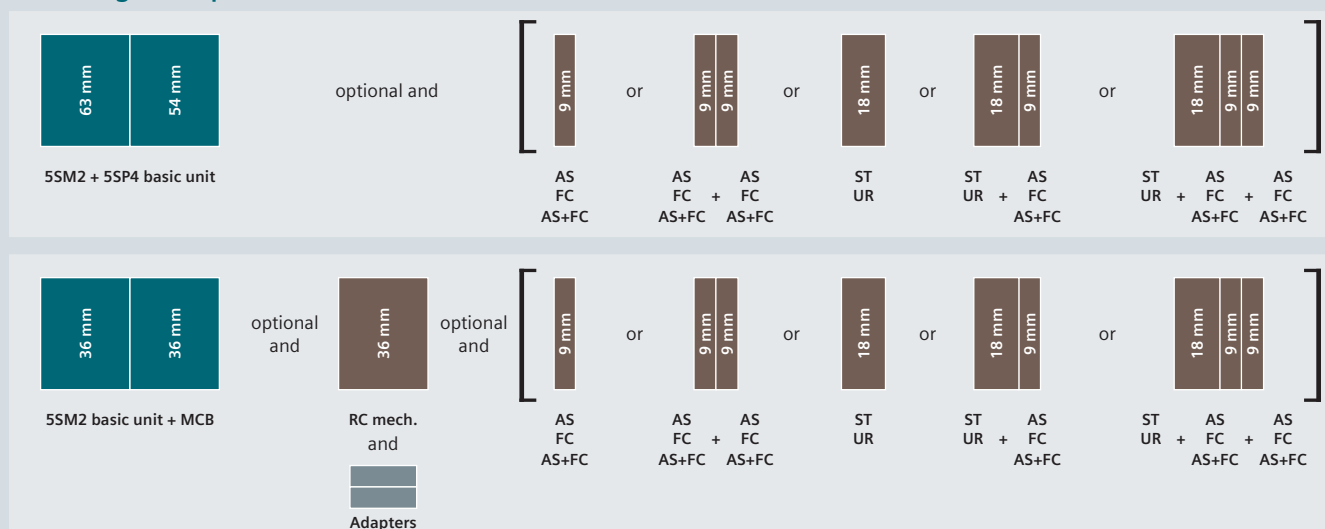 63 mm
54 mm
optional and
9 mm
or
9 mm
9 mm
or
18 mm
or
18 mm
9 mm
or
18 mm
9 mm
9 mm
5SM2 + 5SP4 basic unit
AS AS AS ST ST AS ST AS AS
FC FC + FC UR UR + FC UR + FC + FC
AS+FC AS+FC AS+FC AS+FC AS+FC AS+FC
36 mm
36 mm
optional
and
36 mm
optional
and
9 mm
or
9 mm
9 mm
or
18 mm
or
18 mm
9 mm
or
18 mm
9 mm
9 mm
5SM2 basic unit + MCB
RC mech.
and
Adapters
AS AS AS ST ST AS ST AS AS
FC FC + FC UR UR + FC UR + FC + FC
AS+FC AS+FC AS+FC AS+FC AS+FC AS+FC